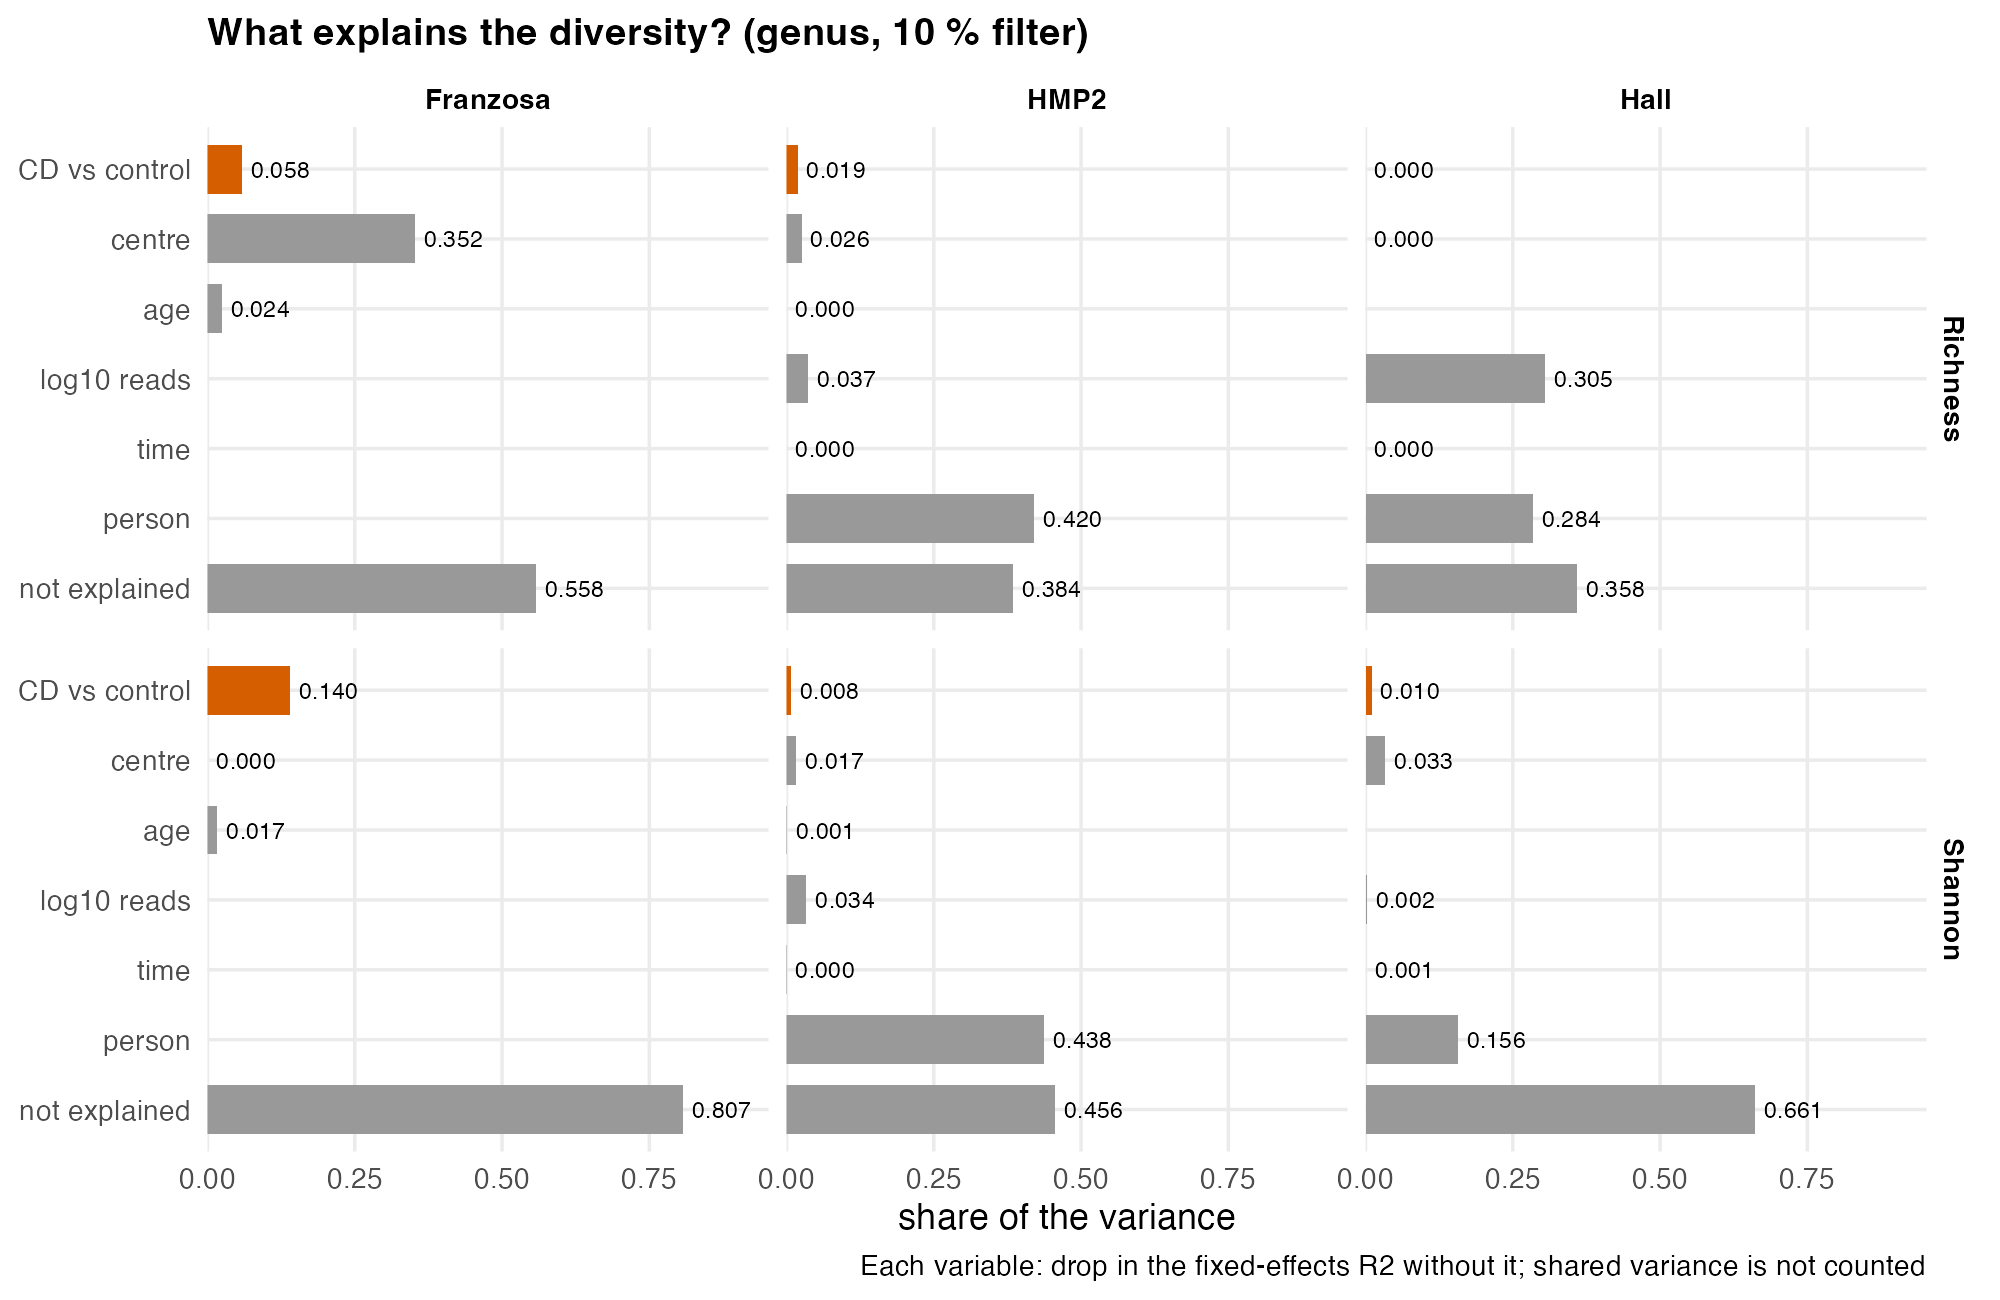 What explains the diversity? (genus, 10 % filter)
Franzosa HMP2 Hall
CD vs control 0.058 0.019 0.000
centre 0.352 0.026 0.000
age 0.024 0.000
log10 reads 0.037 0.305
time 0.000 0.000
person 0.420 0.284
not explained 0.558 0.384 0.358
Richness
CD vs control 0.140 0.008 0.010
centre 0.000 0.017 0.033
age 0.017 0.001
log10 reads 0.034 0.002
time 0.000 0.001
person 0.438 0.156
not explained 0.807 0.456 0.661
Shannon
0.00 0.25 0.50 0.75 0.00 0.25 0.50 0.75 0.00 0.25 0.50 0.75
share of the variance
Each variable: drop in the fixed-effects R2 without it; shared variance is not counted